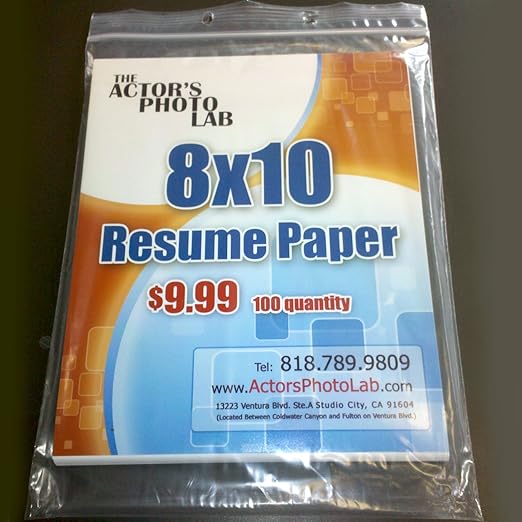 THE
ACTOR'S
PHOTO
LAB
8x10
Resume Paper
$9.99 100 quantity
Tel: 818.789.9809
www.ActorsPhotoLab.com
13223 Ventura Blvd. Ste.A Studio City, CA 91604
(Located Between Coldwater Canyon and Fulton on Ventura Blvd.)